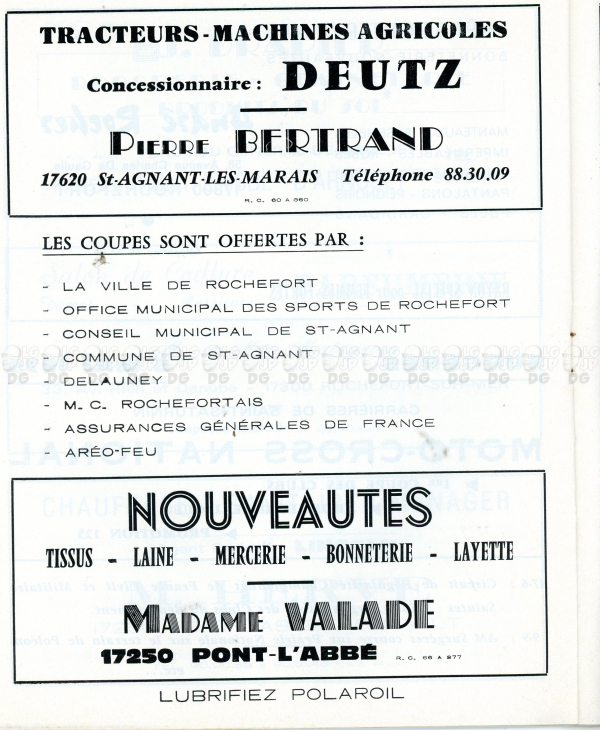 TRACTEURS - MACHINES AGRICOLES
Concessionnaire : DEUTZ
PIERRE BERTRAND
17620 St-AGNANT-LES-MARAIS Téléphone 88.30.09
R. C. 60 A 360
LES COUPES SONT OFFERTES PAR :
- LA VILLE DE ROCHEFORT
- OFFICE MUNICIPAL DES SPORTS DE ROCHEFORT
- CONSEIL MUNICIPAL DE ST-AGNANT
- COMMUNE DE ST-AGNANT
- DELAUNEY
- M. C. ROCHEFORTAIS
- ASSURANCES GÉNÉRALES DE FRANCE
- ARÉO-FEU
NOUVEAUTES
TISSUS - LAINE - MERCERIE - BONNETERIE - LAYETTE
MADAME VALADE
17250 PONT-L'ABBÉ R. C. 66 A 277
LUBRIFIEZ POLAROIL